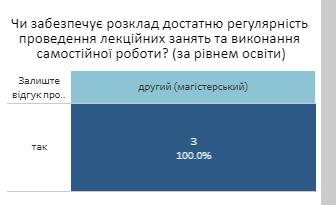 Чи забезпечує розклад достатню регулярність
проведення лекційних занять та виконання
самостійної роботи? (за рівнем освіти)
Залиште
відгук про..
другий (магістерський)
так
3
100.0%